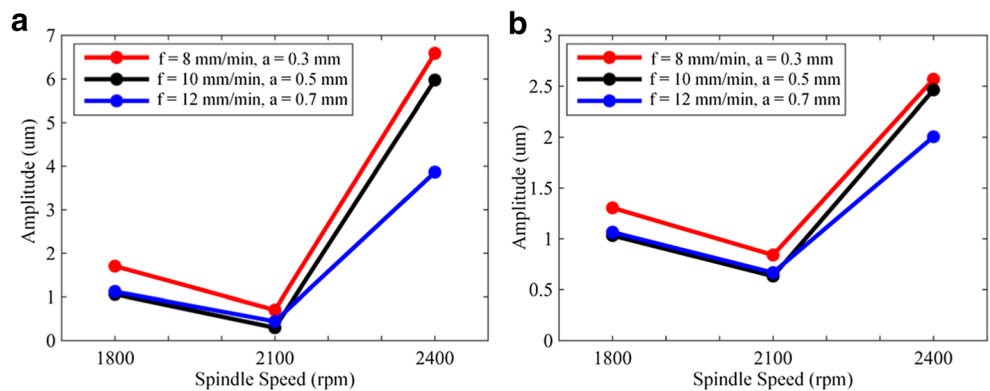 a
7
6
5
4
3
2
1
0
Amplitude (um)
f = 8 mm/min, a = 0.3 mm
f = 10 mm/min, a = 0.5 mm
f = 12 mm/min, a = 0.7 mm
1800 2100 2400
Spindle Speed (rpm)
b
3
2.5
2
1.5
1
0.5
0
Amplitude (um)
f = 8 mm/min, a = 0.3 mm
f = 10 mm/min, a = 0.5 mm
f = 12 mm/min, a = 0.7 mm
1800 2100 2400
Spindle Speed (rpm)